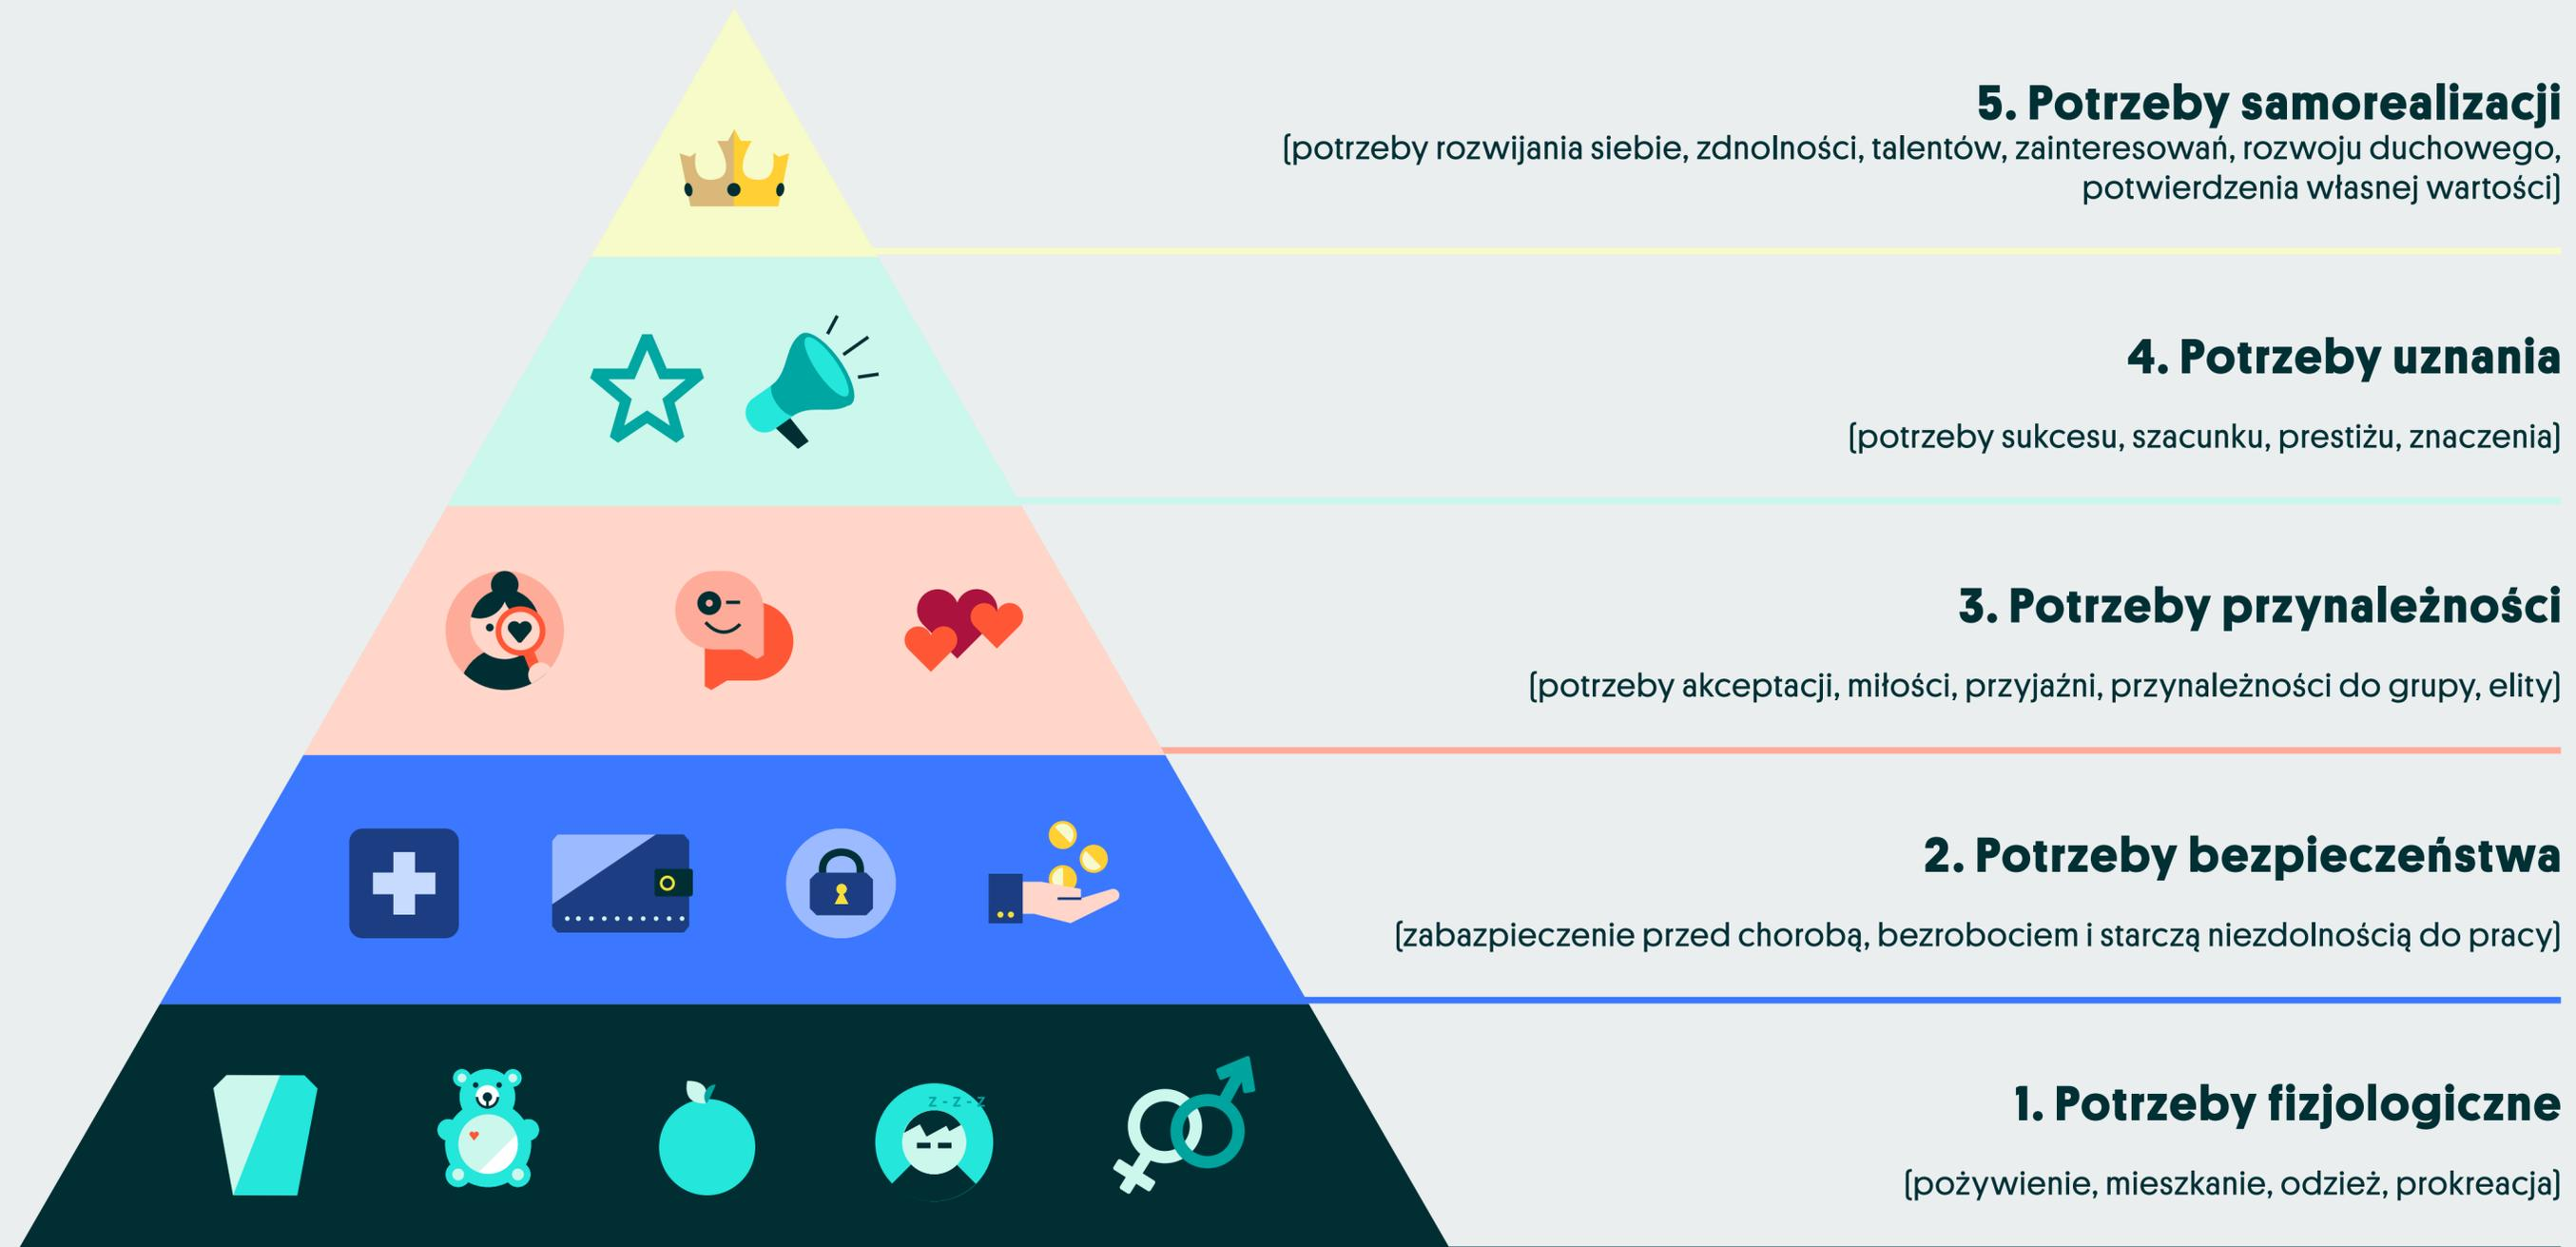 5. Potrzeby samorealizacji
(potrzeby rozwijania siebie, zdnolności, talentów, zainteresowań, rozwoju duchowego,
potwierdzenia własnej wartości)
4. Potrzeby uznania
(potrzeby sukcesu, szacunku, prestiżu, znaczenia)
3. Potrzeby przynależności
(potrzeby akceptacji, miłości, przyjaźni, przynależności do grupy, elity)
2. Potrzeby bezpieczeństwa
(zabazpieczenie przed chorobą, bezrobociem i starczą niezdolnością do pracy)
z - z - z
1. Potrzeby fizjologiczne
(pożywienie, mieszkanie, odzież, prokreacja)